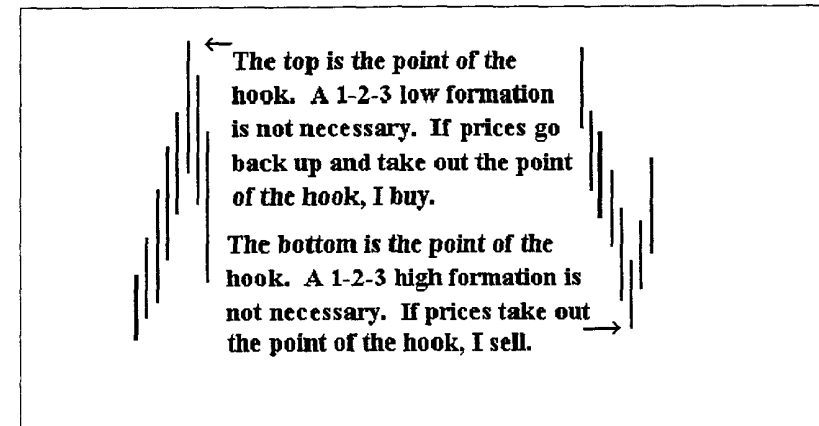 The top is the point of the
hook. A 1-2-3 low formation
is not necessary. If prices go
back up and take out the point
of the hook, I buy.
The bottom is the point of the
hook. A 1-2-3 high formation is
not necessary. If prices take out
the point of the hook, I sell.